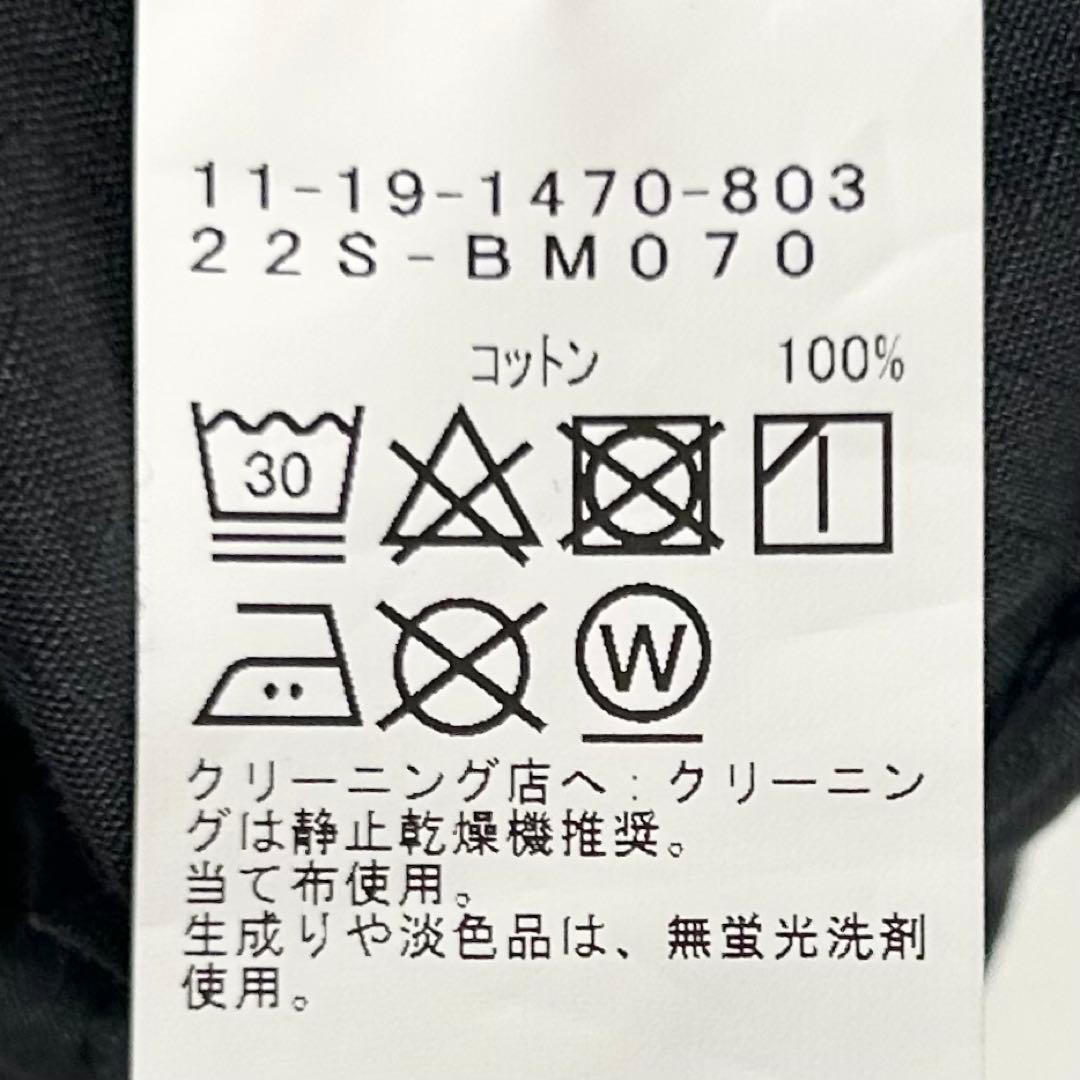 11-19-1470-803
22S-BM070
コットン 100%
30
W
クリーニング店へ:クリーニン
グは静止乾燥機推奨。
当て布使用。
生成りや淡色品は、無蛍光洗剤
使用。